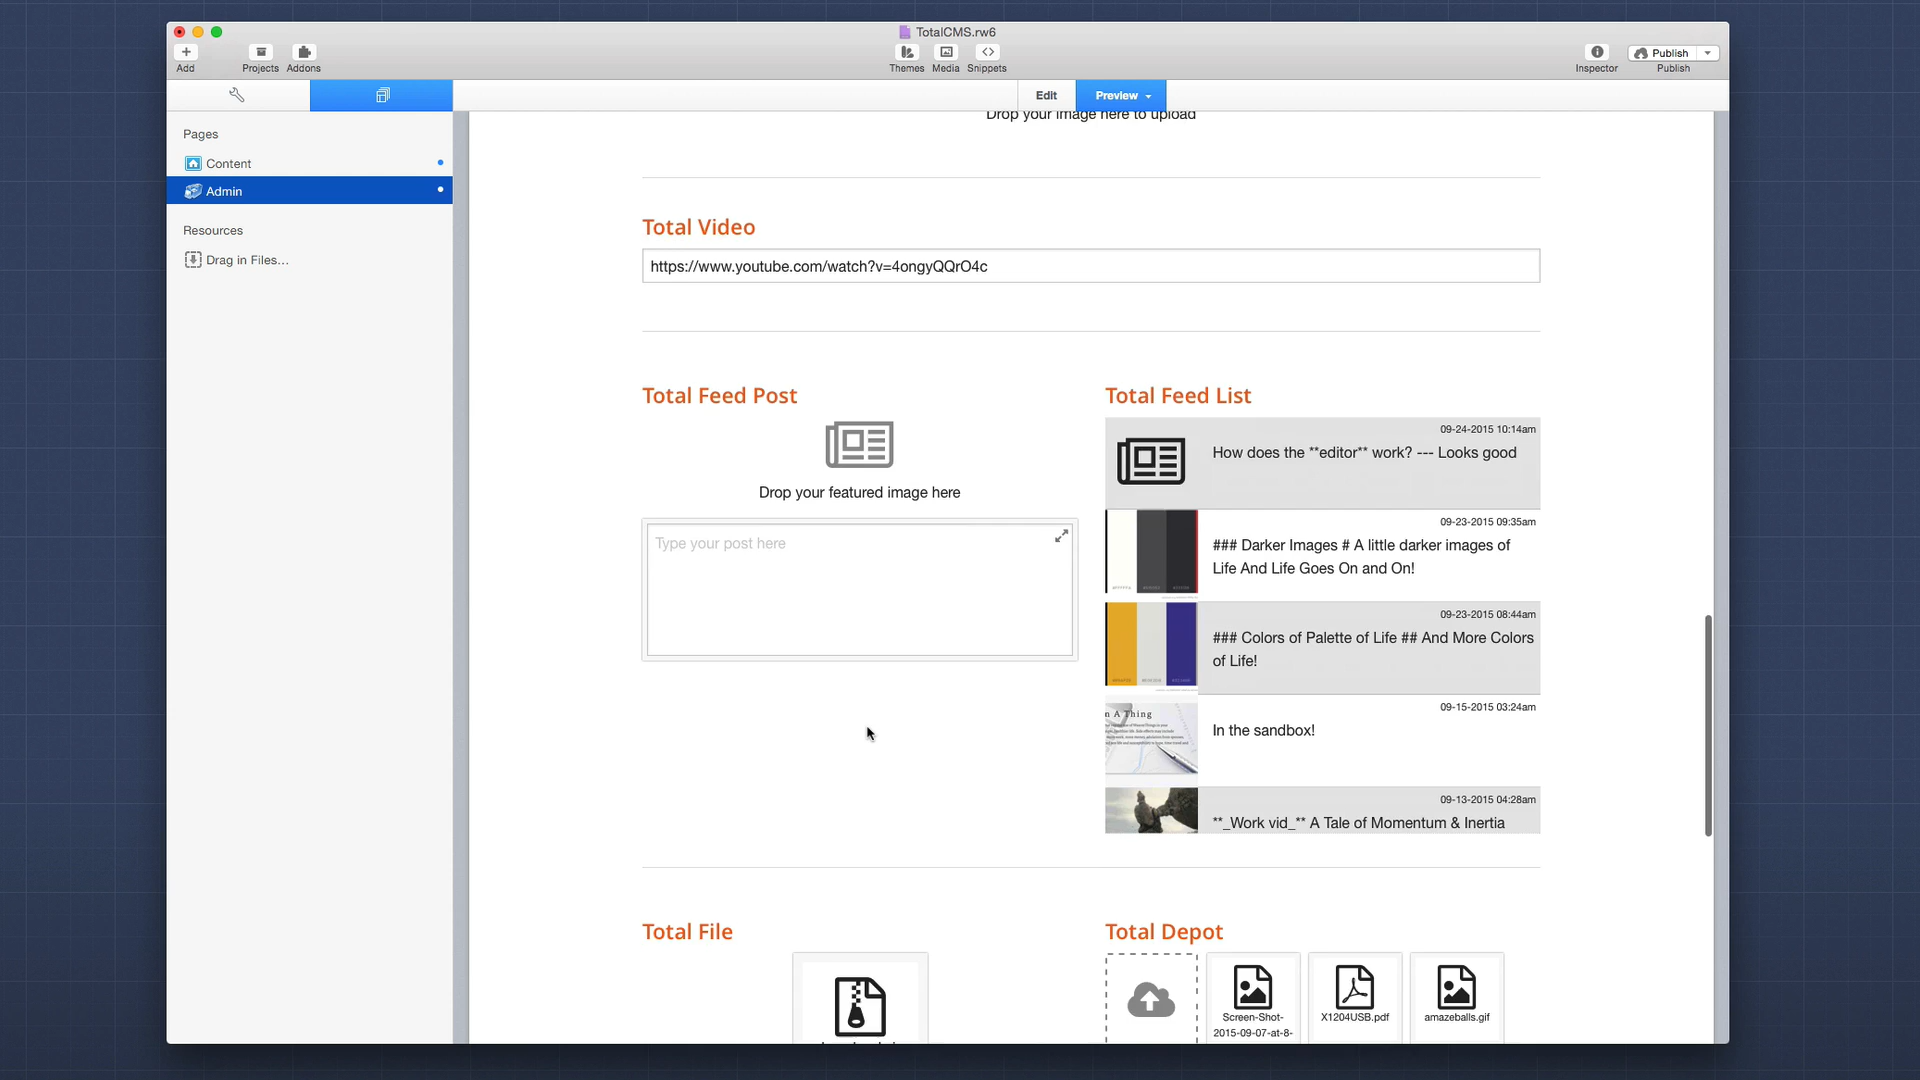 TotalCMS.rw6
Add
Projects
Addons
Themes
Media
Snippets
Inspector
Publish
Publish
Edit
Preview
Pages
Content
Admin
Resources
Drag in Files...
Drop your image here to upload
Total Video
https://www.youtube.com/watch?v=4ongyQQrO4c
Total Feed Post
Drop your featured image here
Type your post here
Total Feed List
09-24-2015 10:14am
How does the **editor** work? --- Looks good
09-23-2015 09:35am
### Darker Images # A little darker images of
Life And Life Goes On and On!
09-23-2015 08:44am
### Colors of Palette of Life ## And More Colors
of Life!
n A Thing
09-15-2015 03:24am
In the sandbox!
09-13-2015 04:28am
**_Work vid_** A Tale of Momentum & Inertia
Total File
Total Depot
Screen-Shot-
2015-09-07-at-8-
X1204USB.pdf
amazeballs.gif